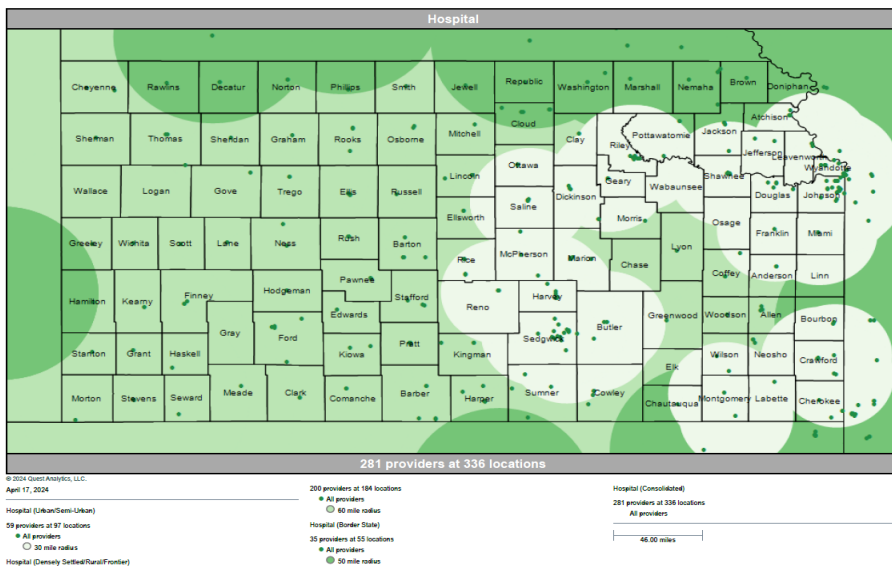 Hospital
Cheyenne Rawlins Decatur Norton Phillips Smith Jewell Republic Washington Marshall Nemaha Brown Doniphan
Atchison
Sherman Thomas Sheridan Graham Rooks Osborne Mitchell Cloud Clay Riley Pottawatomie Jackson Jefferson Leavenworth
Wyandotte
Wallace Logan Gove Trego Ellis Russell Lincoln Ottawa Dickinson Geary Wabaunsee Shawnee Douglas Johnson
Saline
Ellsworth Morris Osage Franklin Miami
Greeley Wichita Scott Lane Ness Rush Barton McPherson Marion Chase Lyon
Rice
Coffey Anderson Linn
Hamilton Kearny Finney Hodgeman Pawnee Stafford Reno Harvey
Edwards Greenwood Woodson Allen Bourbon
Gray Ford Sedgwick Butler
Stanton Grant Haskell Kiowa Pratt Kingman Wilson Neosho Crawford
Elk
Morton Stevens Seward Meade Clark Comanche Barber Harper Sumner Cowley Chautauqua Montgomery Labette Cherokee
281 providers at 336 locations
© 2024 Quest Analytics, LLC.
April 17, 2024
Hospital (Urban/Semi-Urban)
59 providers at 97 locations
All providers
30 mile radius
Hospital (Densely Settled/Rural/Frontier)
200 providers at 184 locations
All providers
60 mile radius
Hospital (Border State)
35 providers at 55 locations
All providers
50 mile radius
Hospital (Consolidated)
281 providers at 336 locations
All providers
46.00 miles